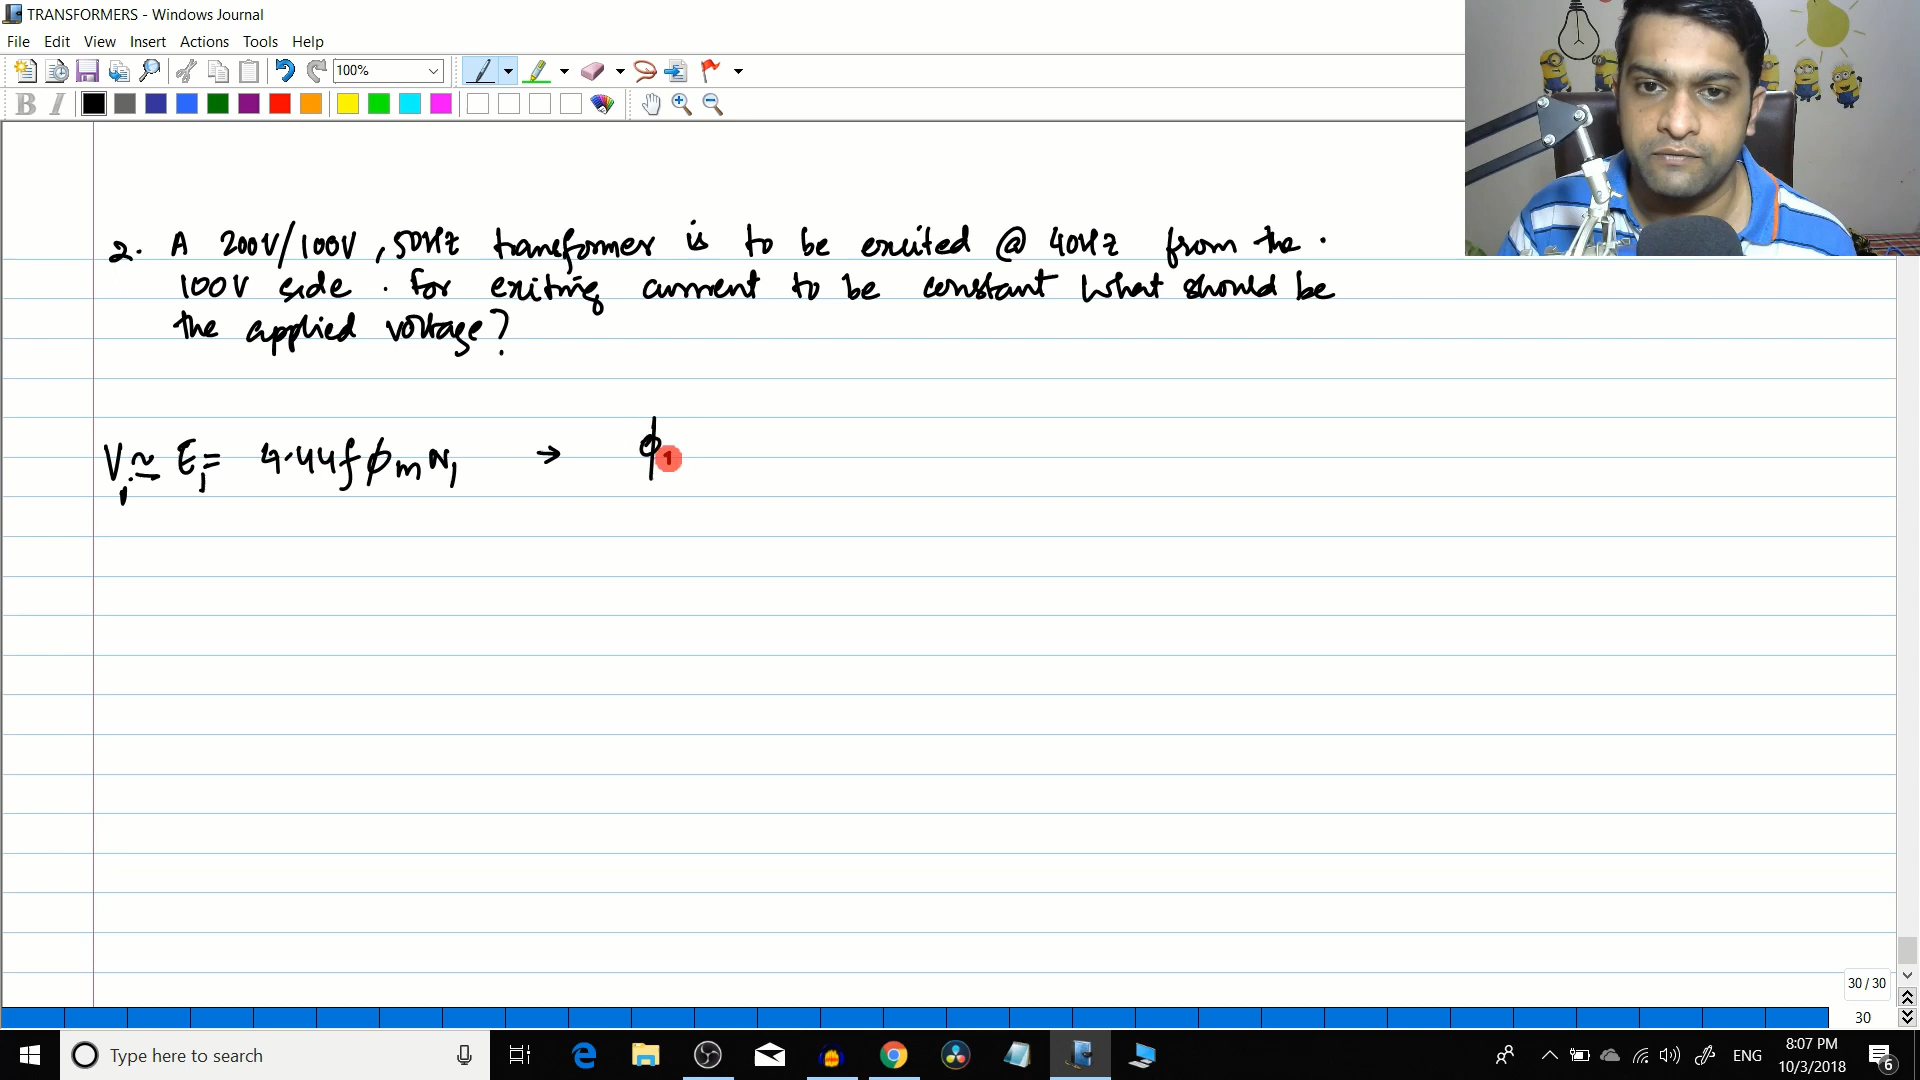 TRANSFORMERS - Windows Journal
File Edit View Insert Actions Tools Help
100%
B I
2. A 200V/100V, 50Hz transformer is to be excited @ 40Hz from the .
100V side . for exiting current to be constant what should be
the applied voltage?
V₁ ≃ E₁ = 4.44fϕₘN₁ → ϕ₁
30 / 30
30
Type here to search
ENG
8:07 PM
10/3/2018
6